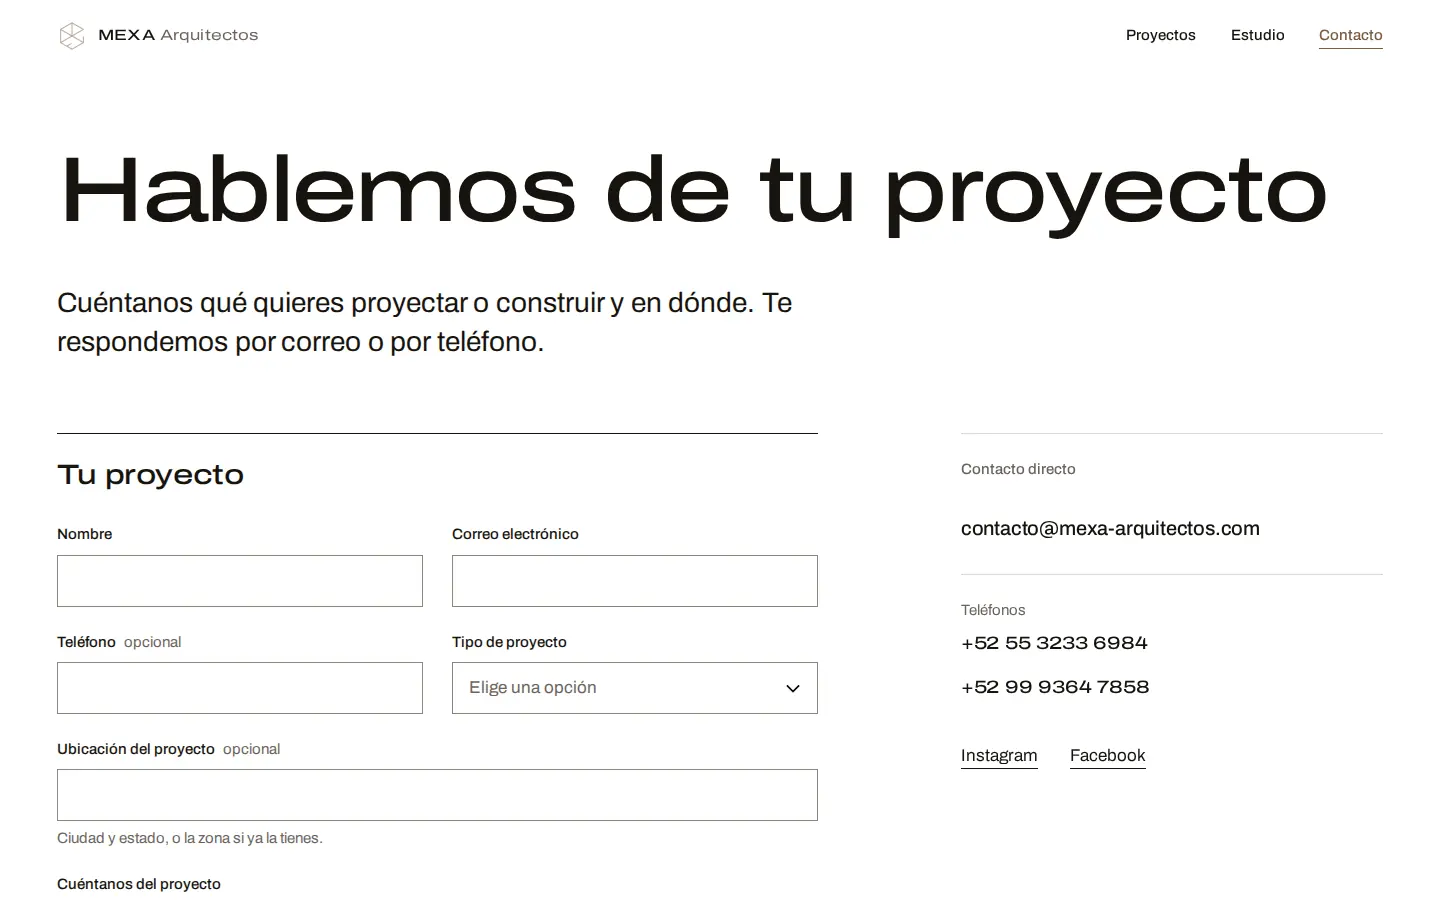 MEXA Arquitectos
Proyectos
Estudio
Contacto
Hablemos de tu proyecto
Cuéntanos qué quieres proyectar o construir y en dónde. Te
respondemos por correo o por teléfono.
Tu proyecto
Nombre
Correo electrónico
Teléfono opcional
Tipo de proyecto
Elige una opción
Ubicación del proyecto opcional
Ciudad y estado, o la zona si ya la tienes.
Cuéntanos del proyecto
Contacto directo
contacto@mexa-arquitectos.com
Teléfonos
+52 55 3233 6984
+52 99 9364 7858
Instagram
Facebook